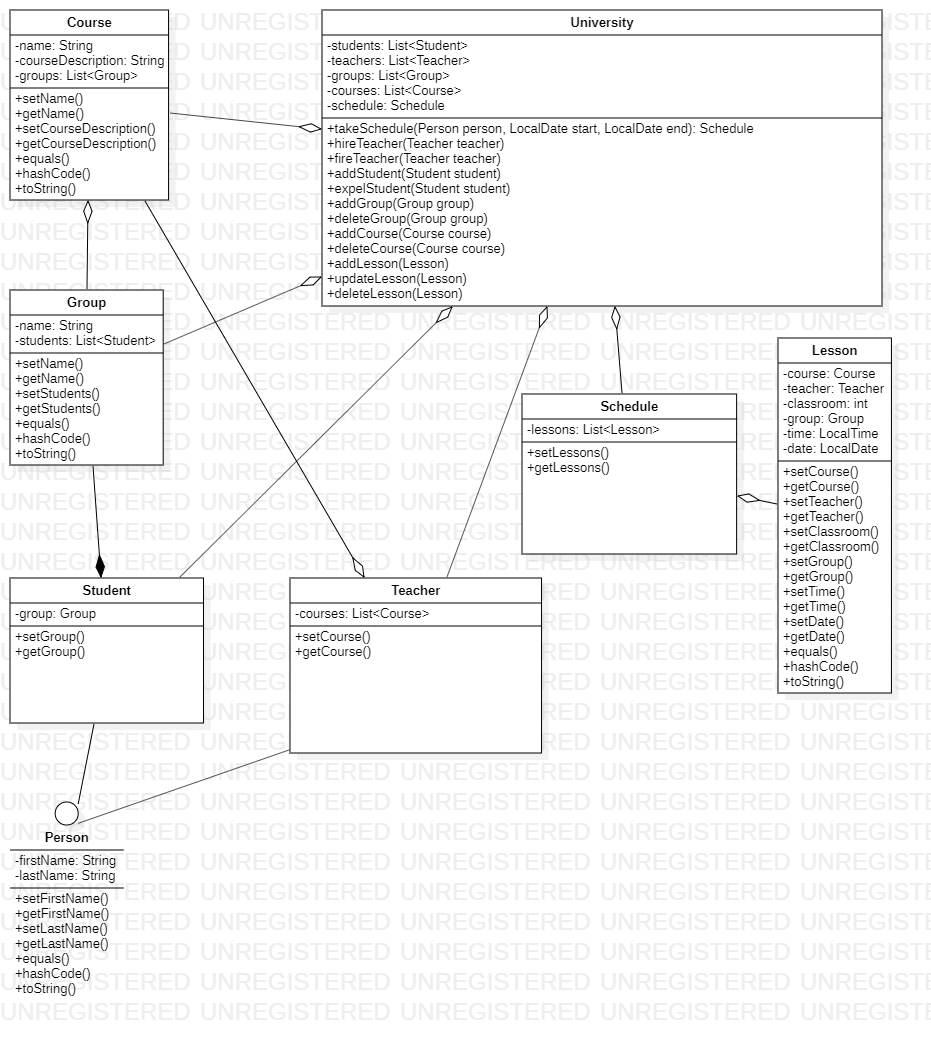 Course
-name: String
-courseDescription: String
-groups: List<Group>
+setName()
+getName()
+setCourseDescription()
+getCourseDescription()
+equals()
+hashCode()
+toString()
University
-students: List<Student>
-teachers: List<Teacher>
-groups: List<Group>
-courses: List<Course>
-schedule: Schedule
+takeSchedule(Person person, LocalDate start, LocalDate end): Schedule
+hireTeacher(Teacher teacher)
+fireTeacher(Teacher teacher)
+addStudent(Student student)
+expelStudent(Student student)
+addGroup(Group group)
+deleteGroup(Group group)
+addCourse(Course course)
+deleteCourse(Course course)
+addLesson(Lesson)
+updateLesson(Lesson)
+deleteLesson(Lesson)
Group
-name: String
-students: List<Student>
+setName()
+getName()
+setStudents()
+getStudents()
+equals()
+hashCode()
+toString()
Schedule
-lessons: List<Lesson>
+setLessons()
+getLessons()
Lesson
-course: Course
-teacher: Teacher
-classroom: int
-group: Group
-time: LocalTime
-date: LocalDate
+setCourse()
+getCourse()
+setTeacher()
+getTeacher()
+setClassroom()
+getClassroom()
+setGroup()
+getGroup()
+setTime()
+getTime()
+setDate()
+getDate()
+equals()
+hashCode()
+toString()
Student
-group: Group
+setGroup()
+getGroup()
Teacher
-courses: List<Course>
+setCourse()
+getCourse()
Person
-firstName: String
-lastName: String
+setFirstName()
+getFirstName()
+setLastName()
+getLastName()
+equals()
+hashCode()
+toString()
UNREGISTERED